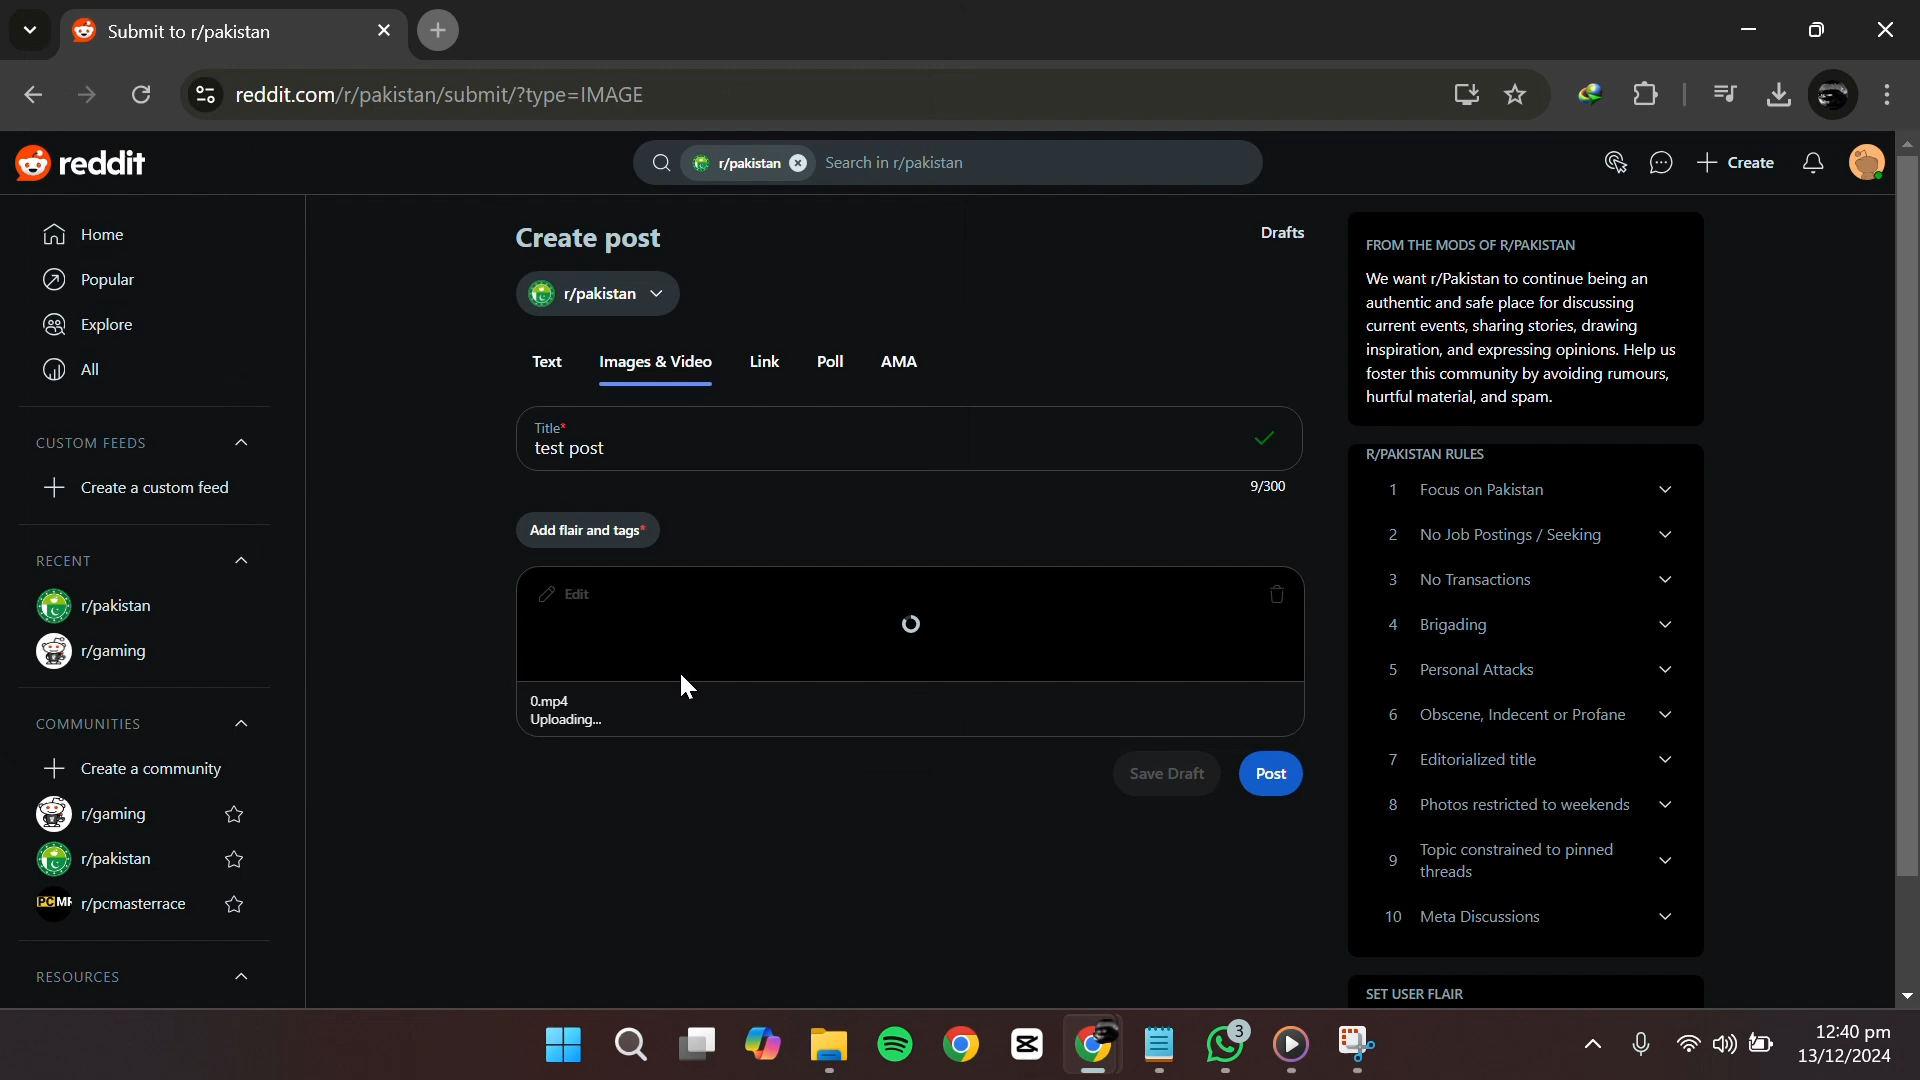 Submit to r/pakistan
reddit.com/r/pakistan/submit/?type=IMAGE
reddit
r/pakistan
Search in r/pakistan
Create
Home
Popular
Explore
All
CUSTOM FEEDS
Create a custom feed
RECENT
r/pakistan
r/gaming
COMMUNITIES
Create a community
r/gaming
r/pakistan
r/pcmasterrace
RESOURCES
Create post
Drafts
r/pakistan
Text
Images & Video
Link
Poll
AMA
Title*
test post
9/300
Add flair and tags*
Edit
0.mp4
Uploading...
Save Draft
Post
FROM THE MODS OF R/PAKISTAN
We want r/Pakistan to continue being an
authentic and safe place for discussing
current events, sharing stories, drawing
inspiration, and expressing opinions. Help us
foster this community by avoiding rumours,
hurtful material, and spam.
R/PAKISTAN RULES
1 Focus on Pakistan
2 No Job Postings / Seeking
3 No Transactions
4 Brigading
5 Personal Attacks
6 Obscene, Indecent or Profane
7 Editorialized title
8 Photos restricted to weekends
9 Topic constrained to pinned
threads
10 Meta Discussions
SET USER FLAIR
3
12:40 pm
13/12/2024